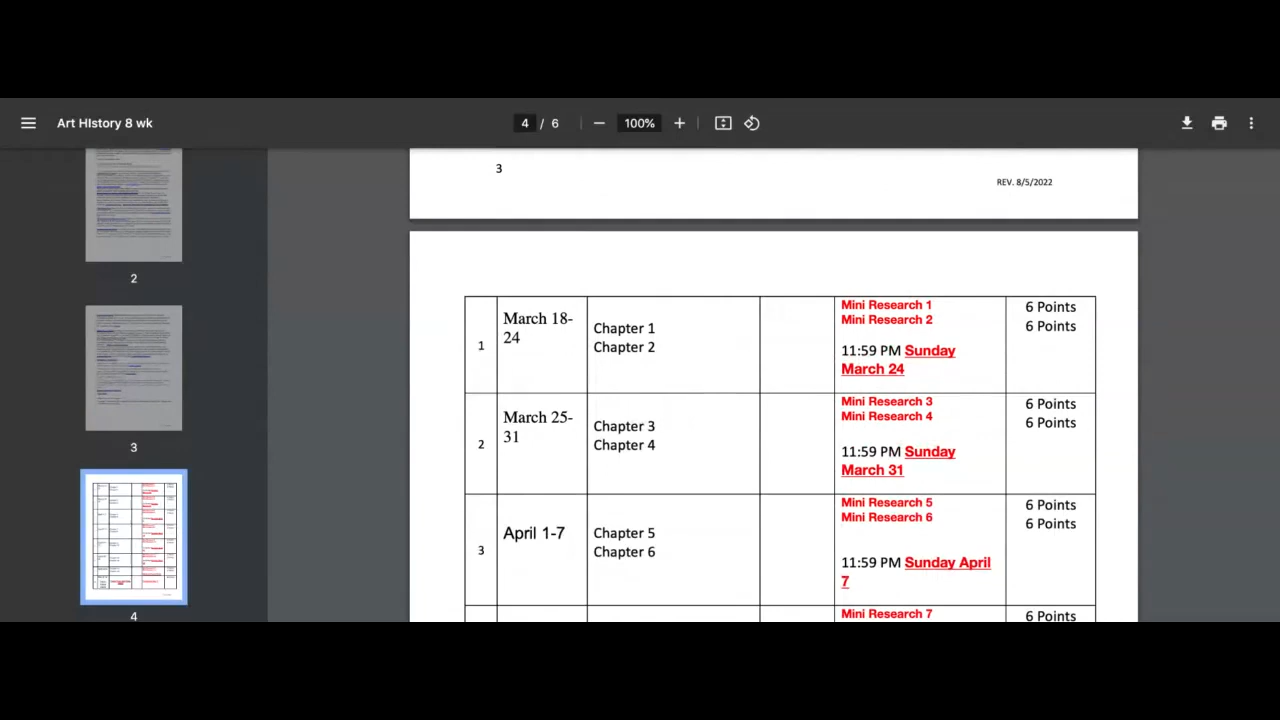 Art HIstory 8 wk
4 / 6
100%
2
3
4
3
REV. 8/5/2022
1
March 18-
24
Chapter 1
Chapter 2
Mini Research 1
Mini Research 2
11:59 PM Sunday
March 24
6 Points
6 Points
2
March 25-
31
Chapter 3
Chapter 4
Mini Research 3
Mini Research 4
11:59 PM Sunday
March 31
6 Points
6 Points
3
April 1-7
Chapter 5
Chapter 6
Mini Research 5
Mini Research 6
11:59 PM Sunday April
7
6 Points
6 Points
Mini Research 7
6 Points